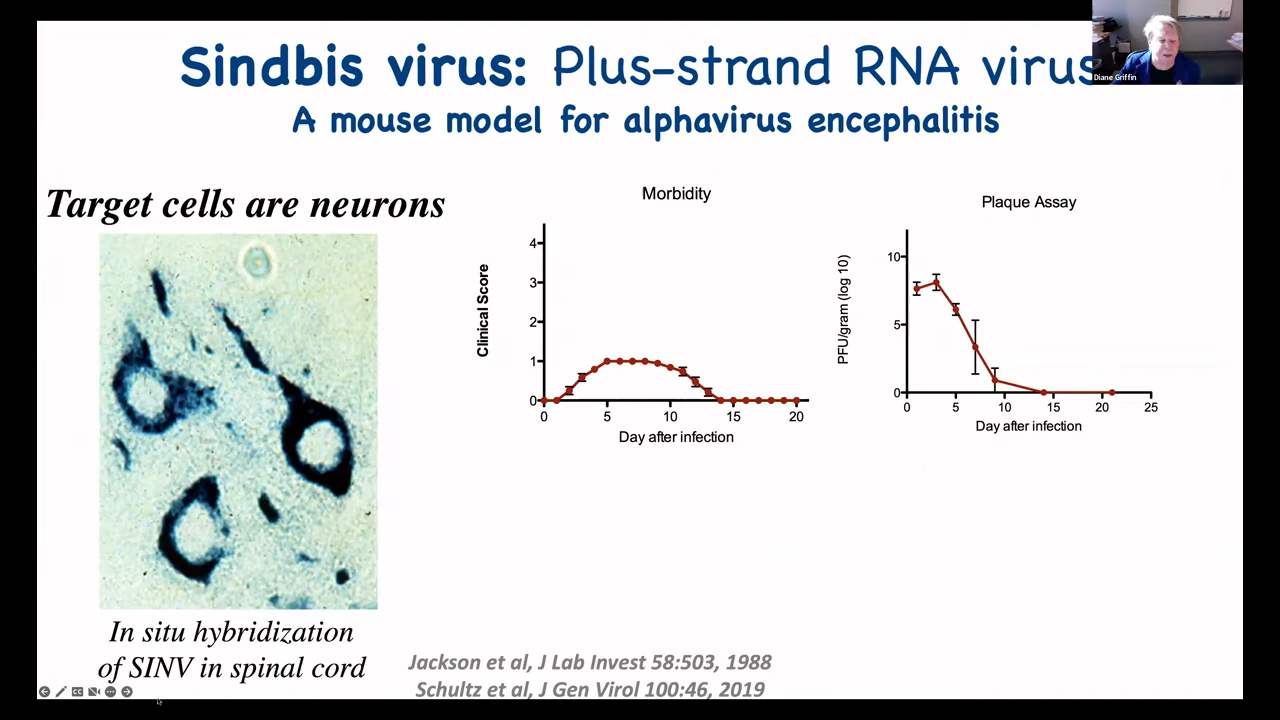 Sindbis virus: Plus-strand RNA virus
A mouse model for alphavirus encephalitis
Diane Griffin
Target cells are neurons
In situ hybridization
of SINV in spinal cord
Morbidity
Clinical Score
4
3
2
1
0
0 5 10 15 20
Day after infection
Plaque Assay
PFU/gram (log 10)
10
5
0
0 5 10 15 20 25
Day after infection
Jackson et al, J Lab Invest 58:503, 1988
Schultz et al, J Gen Virol 100:46, 2019
CC